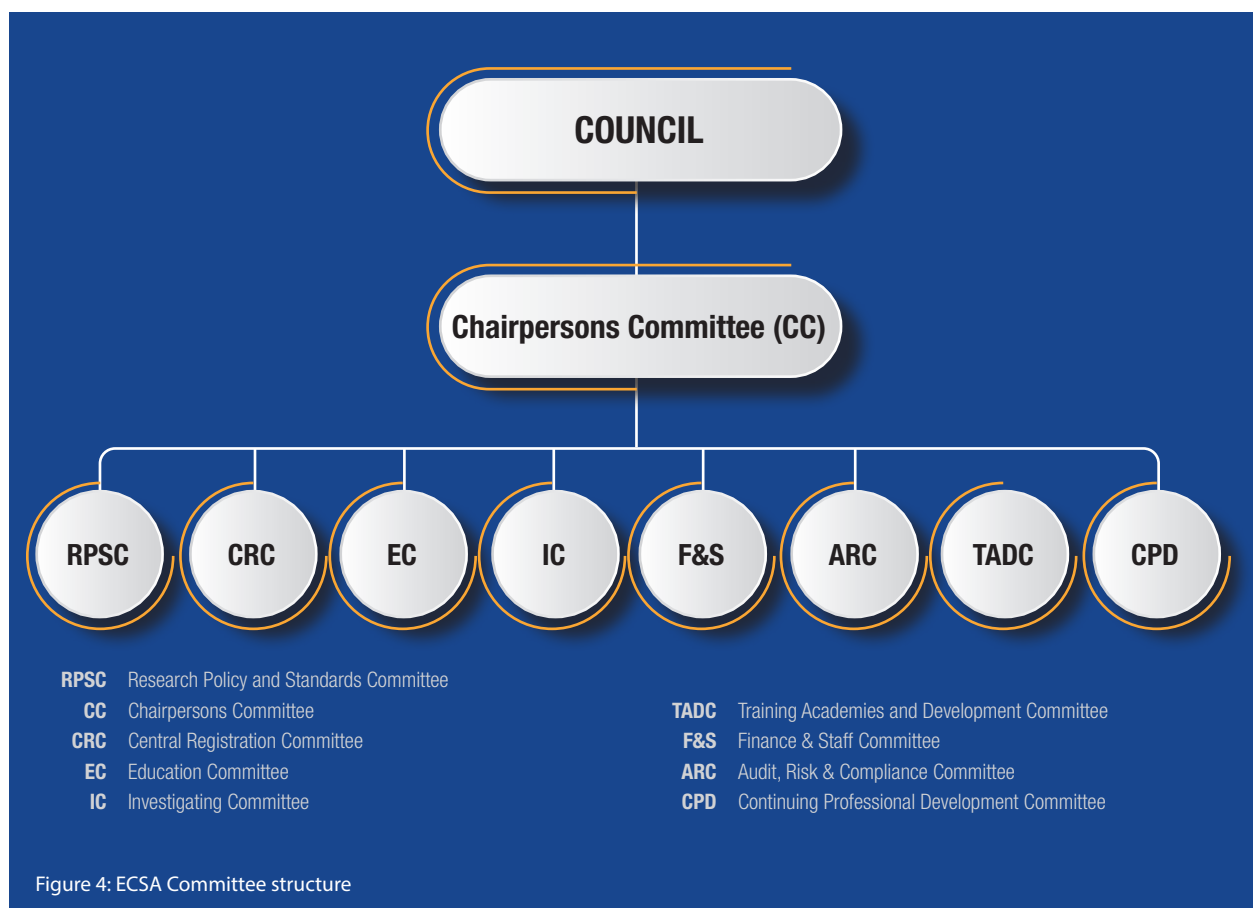 COUNCIL
Chairpersons Committee (CC)
RPSC
CRC
EC
IC
F&S
ARC
TADC
CPD
RPSC Research Policy and Standards Committee
CC Chairpersons Committee
CRC Central Registration Committee
EC Education Committee
IC Investigating Committee
TADC Training Academies and Development Committee
F&S Finance & Staff Committee
ARC Audit, Risk & Compliance Committee
CPD Continuing Professional Development Committee
Figure 4: ECSA Committee structure